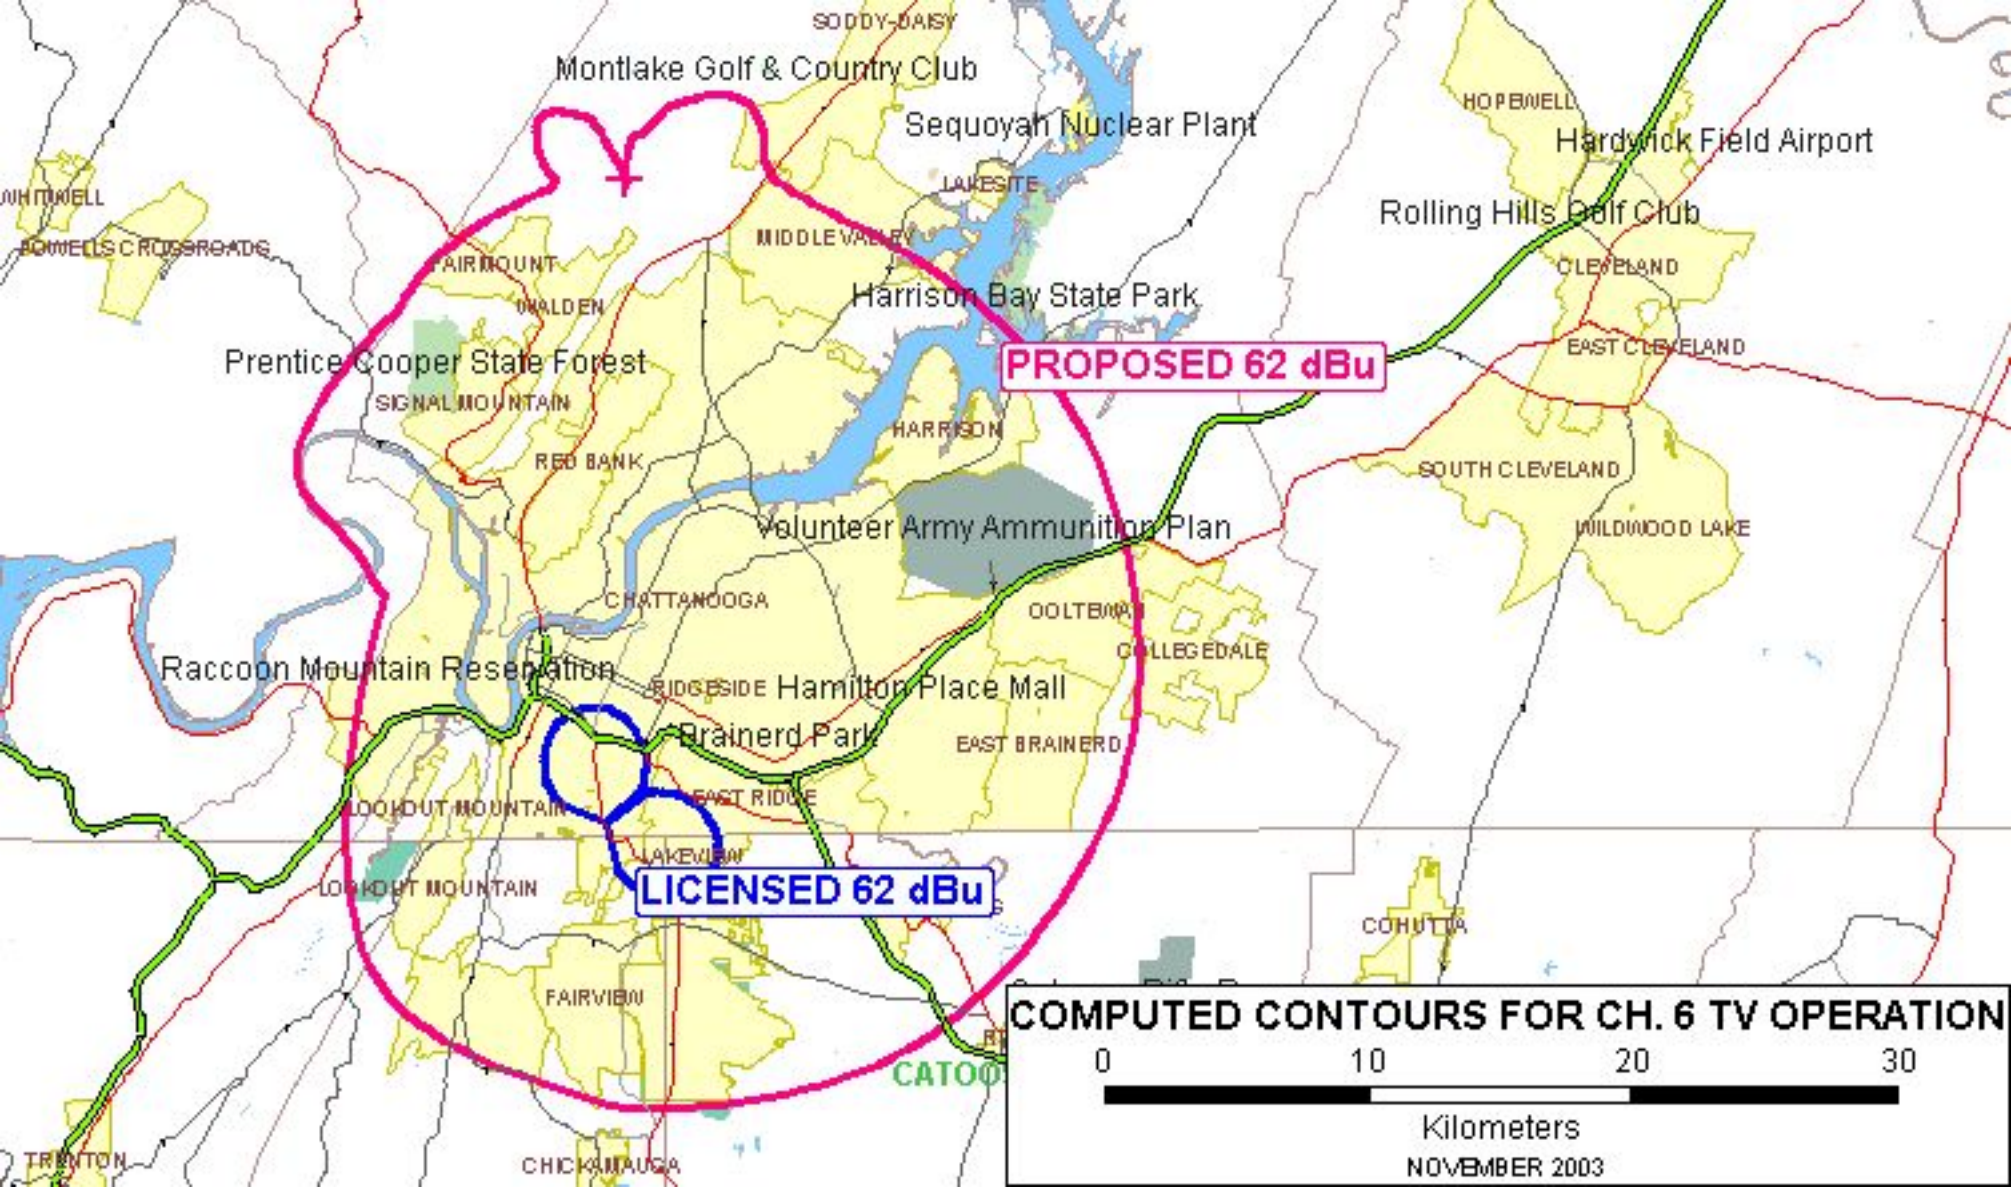 SODDY-DAISY
Montlake Golf & Country Club
HOPEWELL
Sequoyah Nuclear Plant
Hardwick Field Airport
LAKESITE
WHITWELL
Rolling Hills Golf Club
MIDDLE VALLEY
POWELLS CROSSROADS
FAIRMOUNT
CLEVELAND
Harrison Bay State Park
WALDEN
EAST CLEVELAND
Prentice Cooper State Forest
PROPOSED 62 dBu
SIGNAL MOUNTAIN
HARRISON
RED BANK
SOUTH CLEVELAND
Volunteer Army Ammunition Plan
WILDWOOD LAKE
CHATTANOOGA
OOLTEWAH
COLLEGEDALE
Raccoon Mountain Reservation
RIDGESIDE
Hamilton Place Mall
Brainerd Park
EAST BRAINERD
EAST RIDGE
LOOKOUT MOUNTAIN
LAKEVIEW
LOOKOUT MOUNTAIN
LICENSED 62 dBu
COHUTTA
FAIRVIEW
COMPUTED CONTOURS FOR CH. 6 TV OPERATION
0 10 20 30
CATOO
Kilometers
NOVEMBER 2003
TRENTON
CHICKAMAUGA